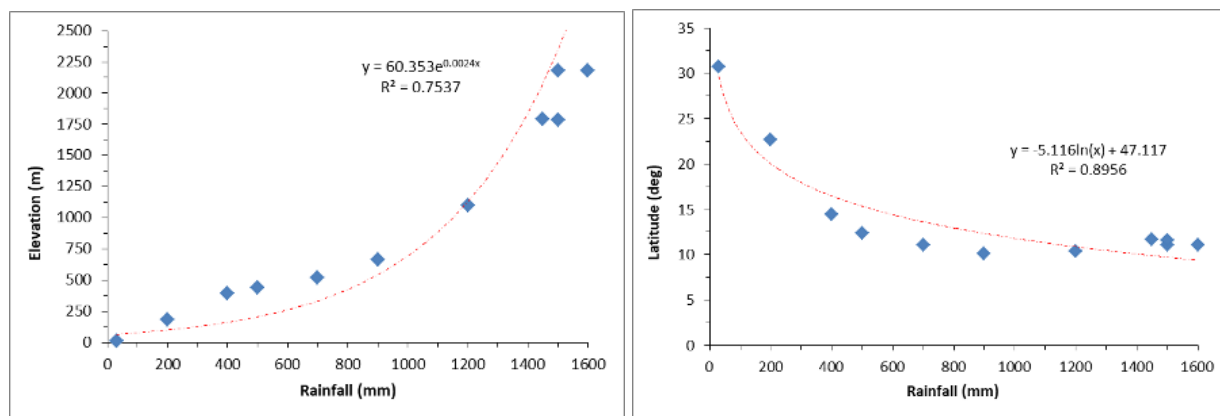 2500
2250
2000
1750
1500
1250
1000
750
500
250
0
Elevation (m)
y = 60.353e^0.0024x
R² = 0.7537
0 200 400 600 800 1000 1200 1400 1600
Rainfall (mm)
35
30
25
20
15
10
5
0
Latitude (deg)
y = -5.116ln(x) + 47.117
R² = 0.8956
0 200 400 600 800 1000 1200 1400 1600
Rainfall (mm)